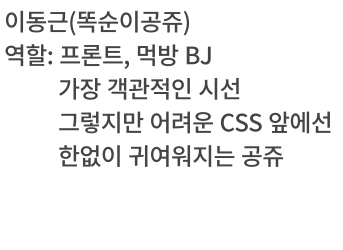 이동근(똑순이공쥬)
역할: 프론트, 먹방 BJ
가장 객관적인 시선
그렇지만 어려운 CSS 앞에선
한없이 귀여워지는 공쥬